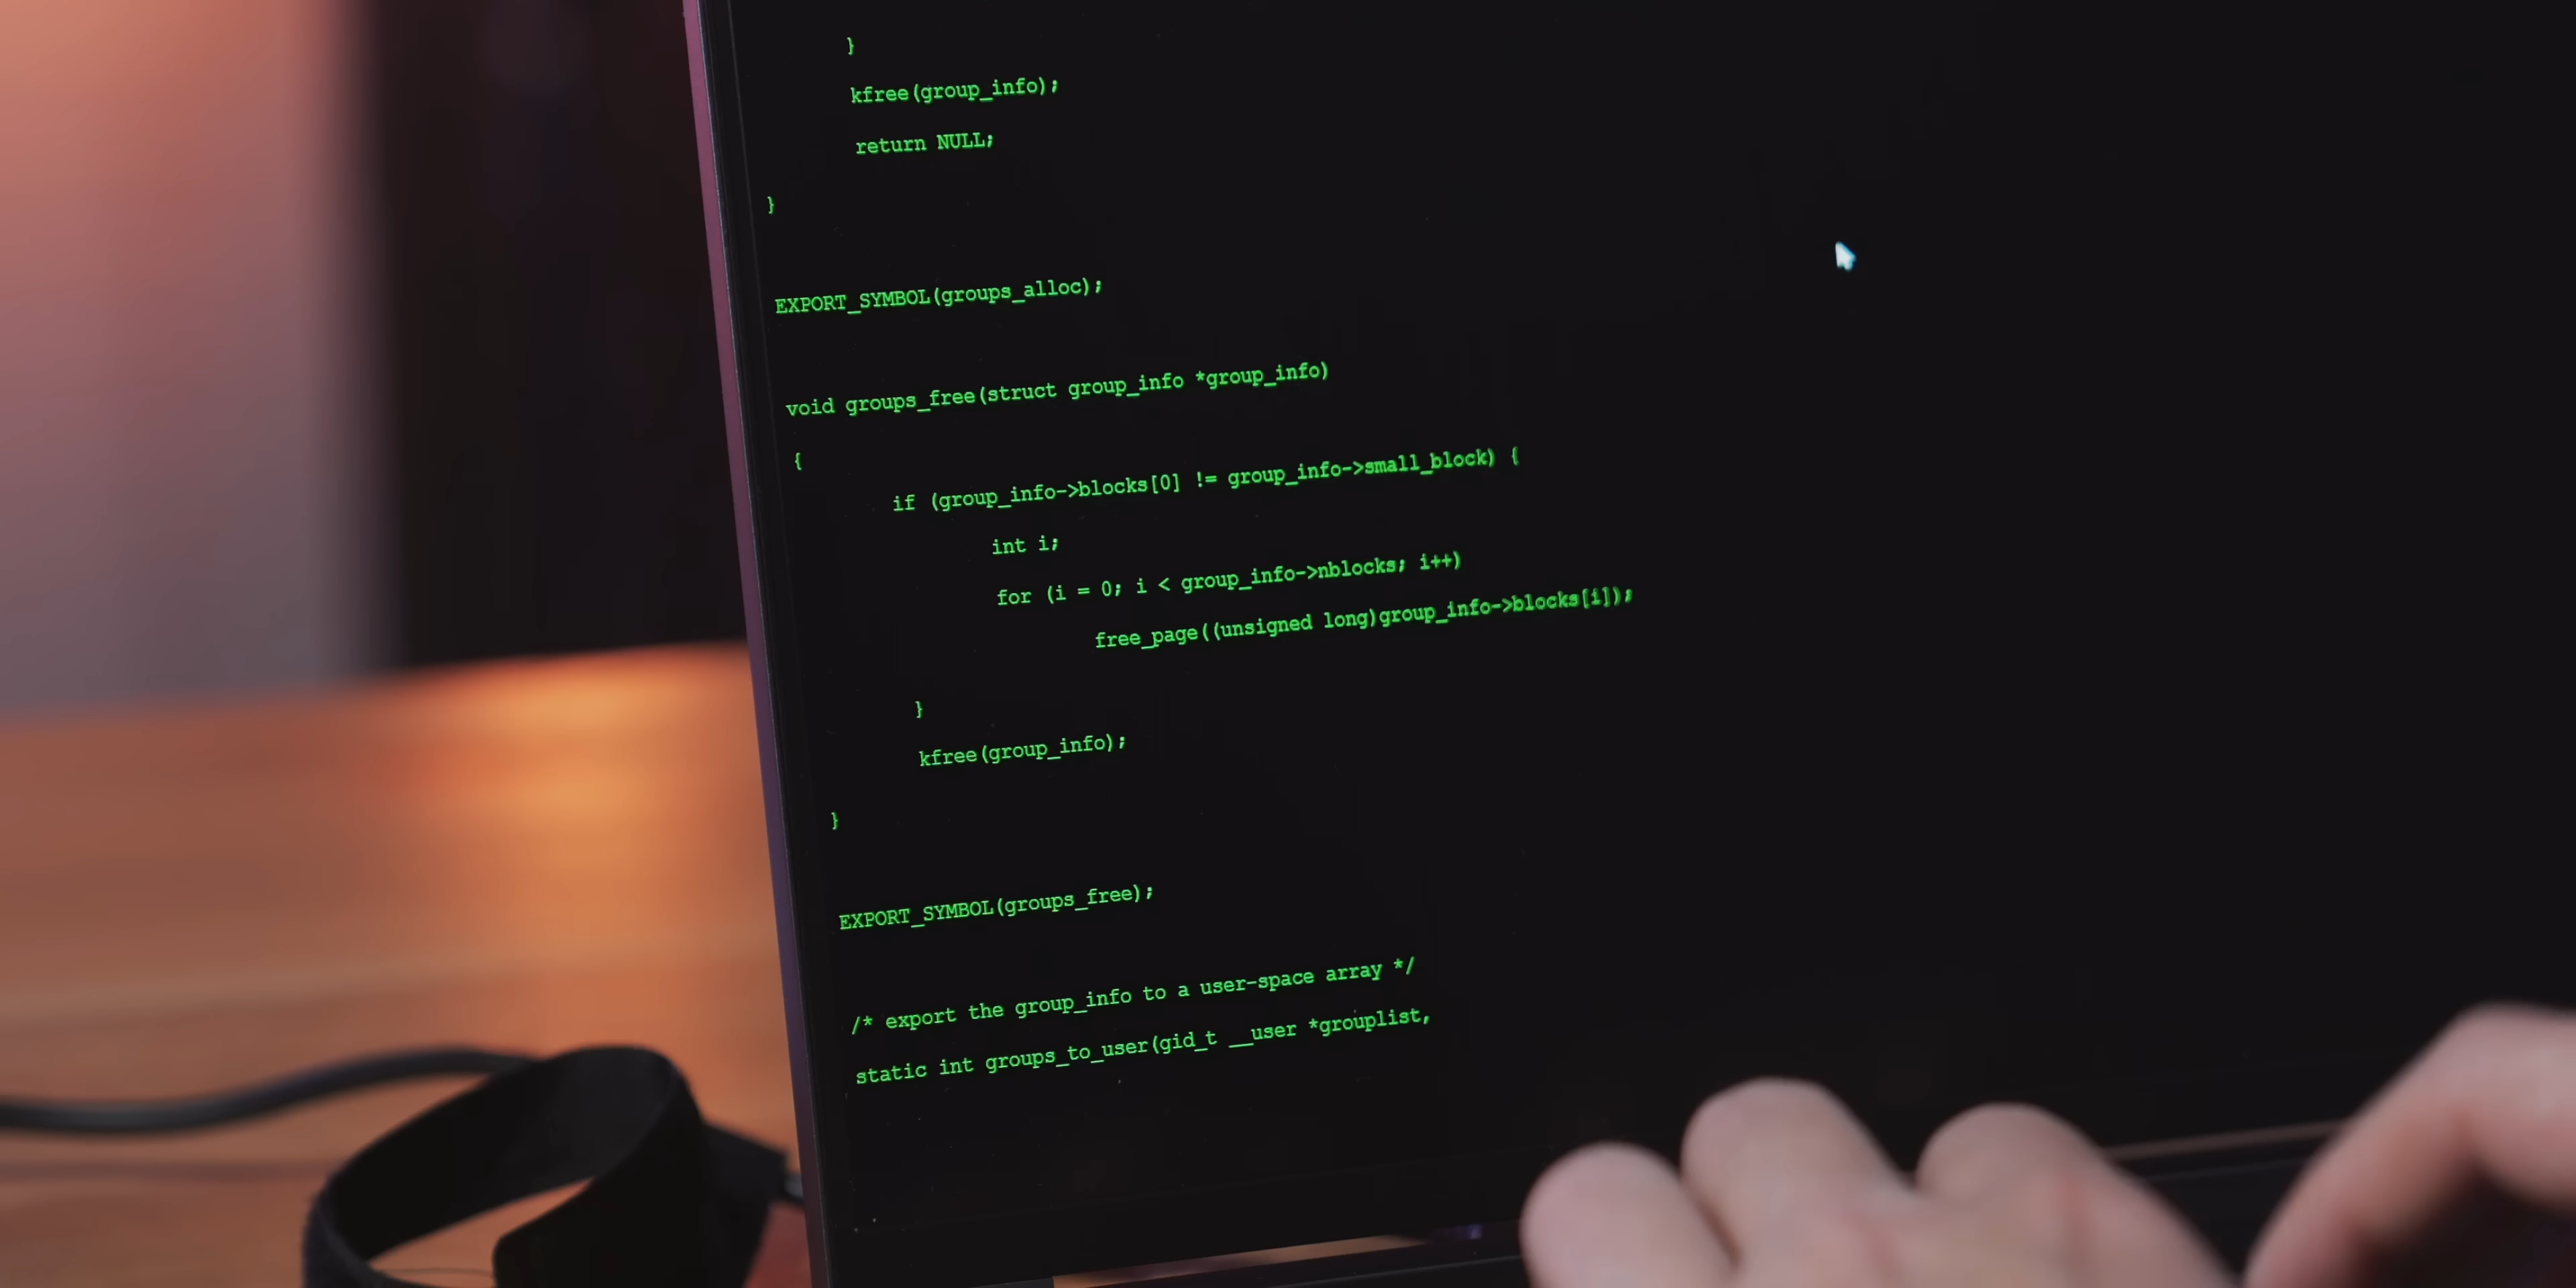 }
kfree(group_info);
return NULL;
}
EXPORT_SYMBOL(groups_alloc);
void groups_free(struct group_info *group_info)
{
if (group_info->blocks[0] != group_info->small_block) {
int i;
for (i = 0; i < group_info->nblocks; i++)
free_page((unsigned long)group_info->blocks[i]);
}
kfree(group_info);
}
EXPORT_SYMBOL(groups_free);
/* export the group_info to a user-space array */
static int groups_to_user(gid_t __user *grouplist,